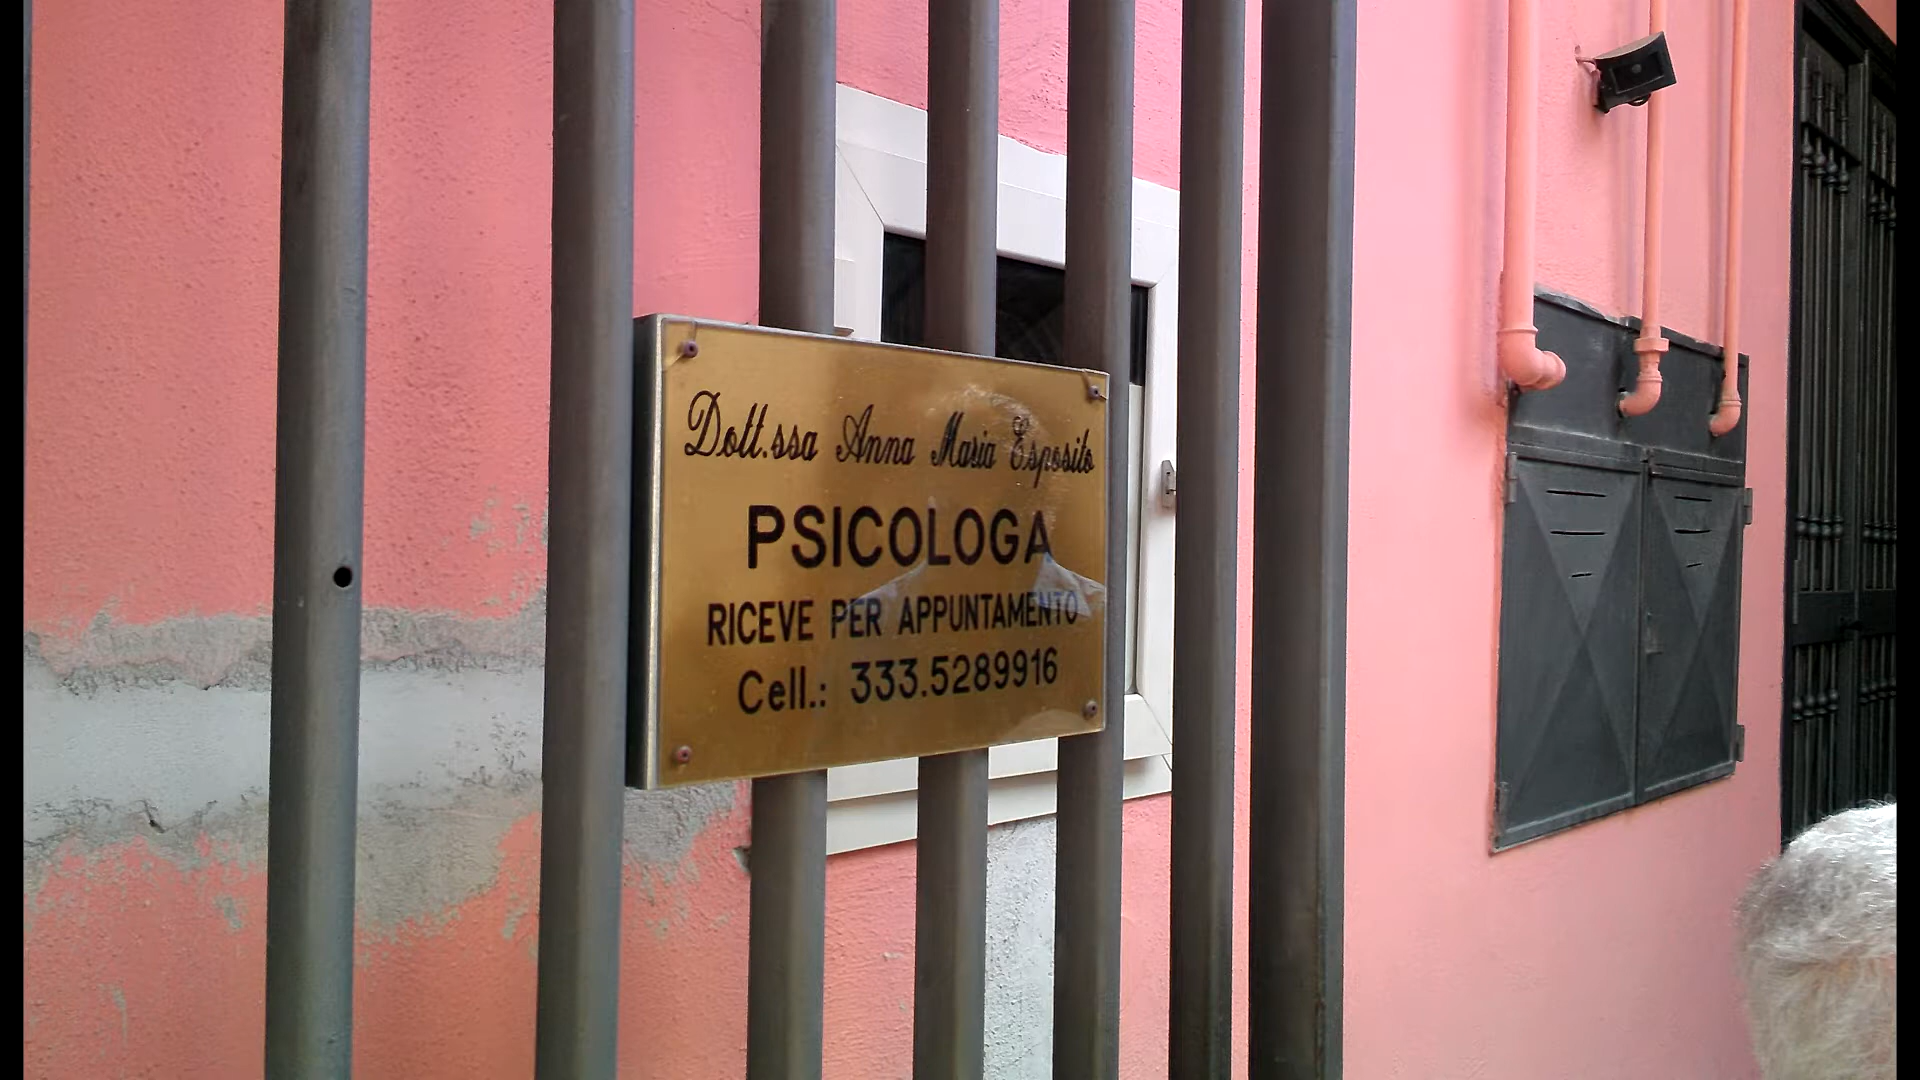 Dott.ssa Anna Maria Esposito
PSICOLOGA
RICEVE PER APPUNTAMENTO
Cell.: 333.5289916